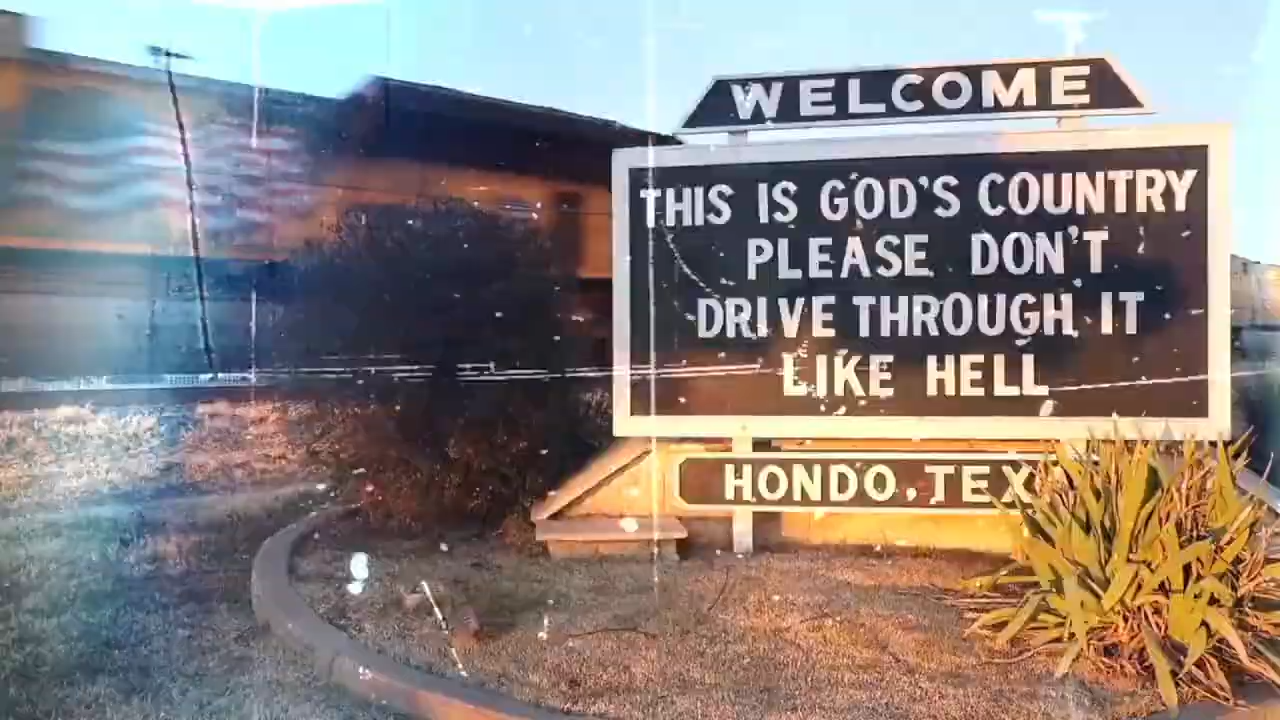 WELCOME
THIS IS GOD'S COUNTRY
PLEASE DON'T
DRIVE THROUGH IT
LIKE HELL
HONDO, TEX